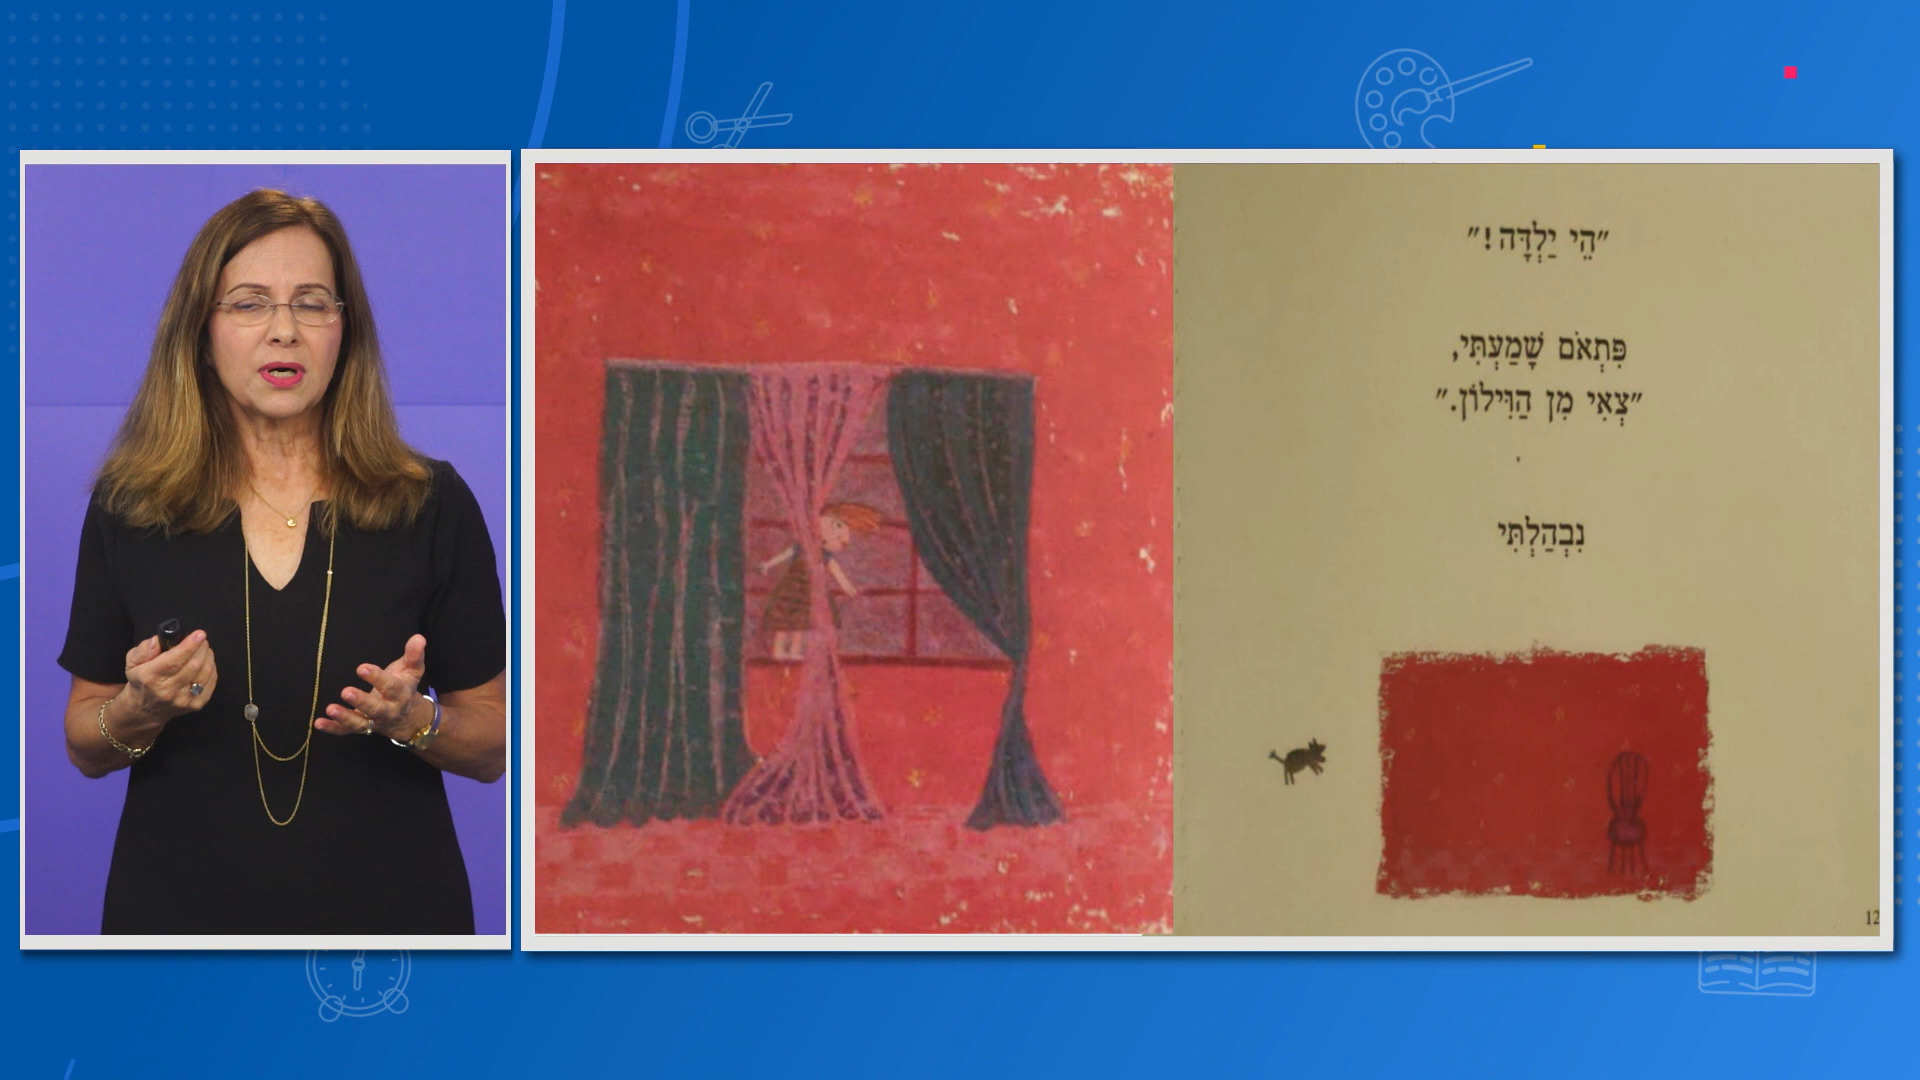 "הֵי יַלְדָּה!"
פִּתְאֹם שָׁמַעְתִּי,
"צְאִי מִן הַוִּילוֹן."
נִבְהַלְתִּי
12